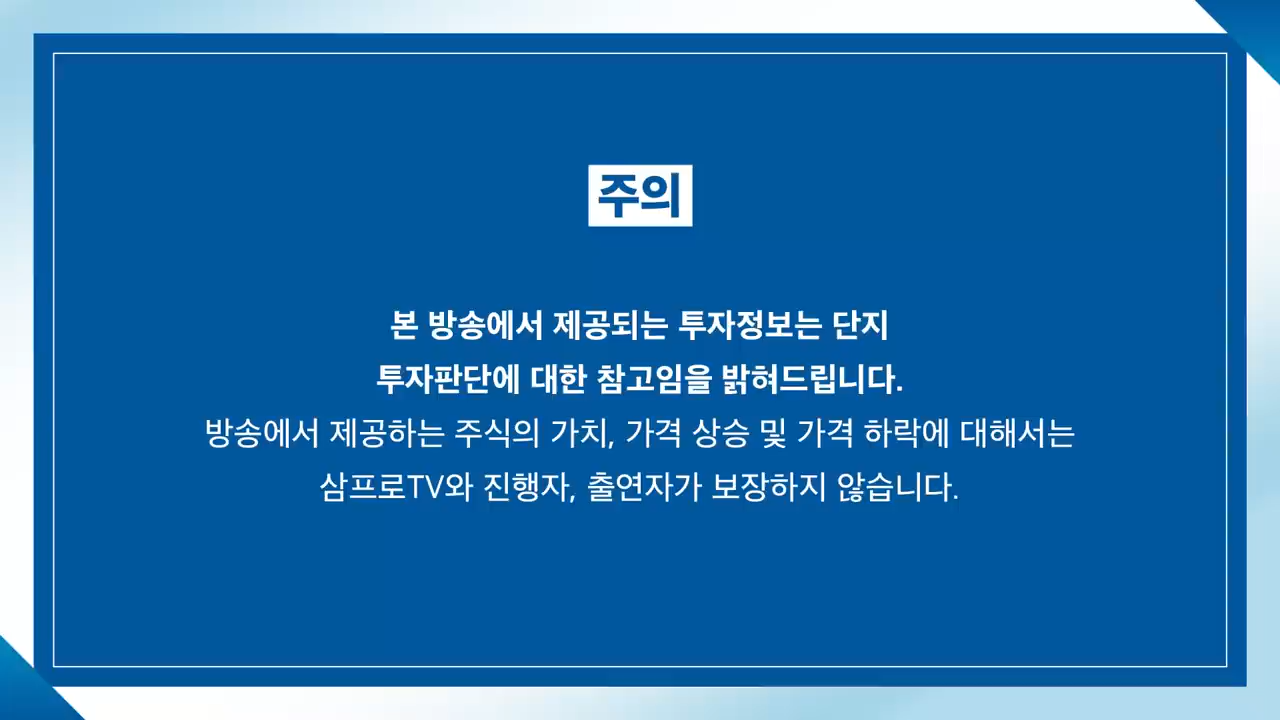 주의
본 방송에서 제공되는 투자정보는 단지
투자판단에 대한 참고임을 밝혀드립니다.
방송에서 제공하는 주식의 가치, 가격 상승 및 가격 하락에 대해서는
삼프로TV와 진행자, 출연자가 보장하지 않습니다.